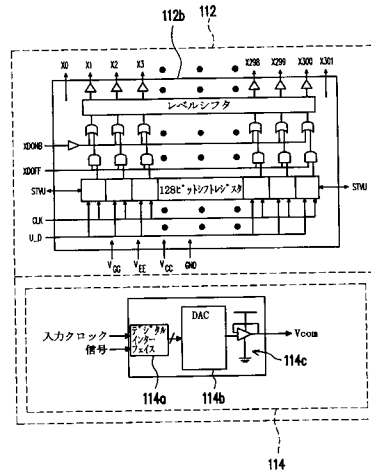 112
112b
X0 X1 X2 X3 X298 X299 X300 X301
レベルシフタ
XDONB
XDOFF
STVU 128ビットシフトレジスタ STVU
CLK
U_D
VGG VEE VCC GND
入力クロック
信号
デジタル
インター
フェイス
DAC
Vcom
114a
114b
114c
114